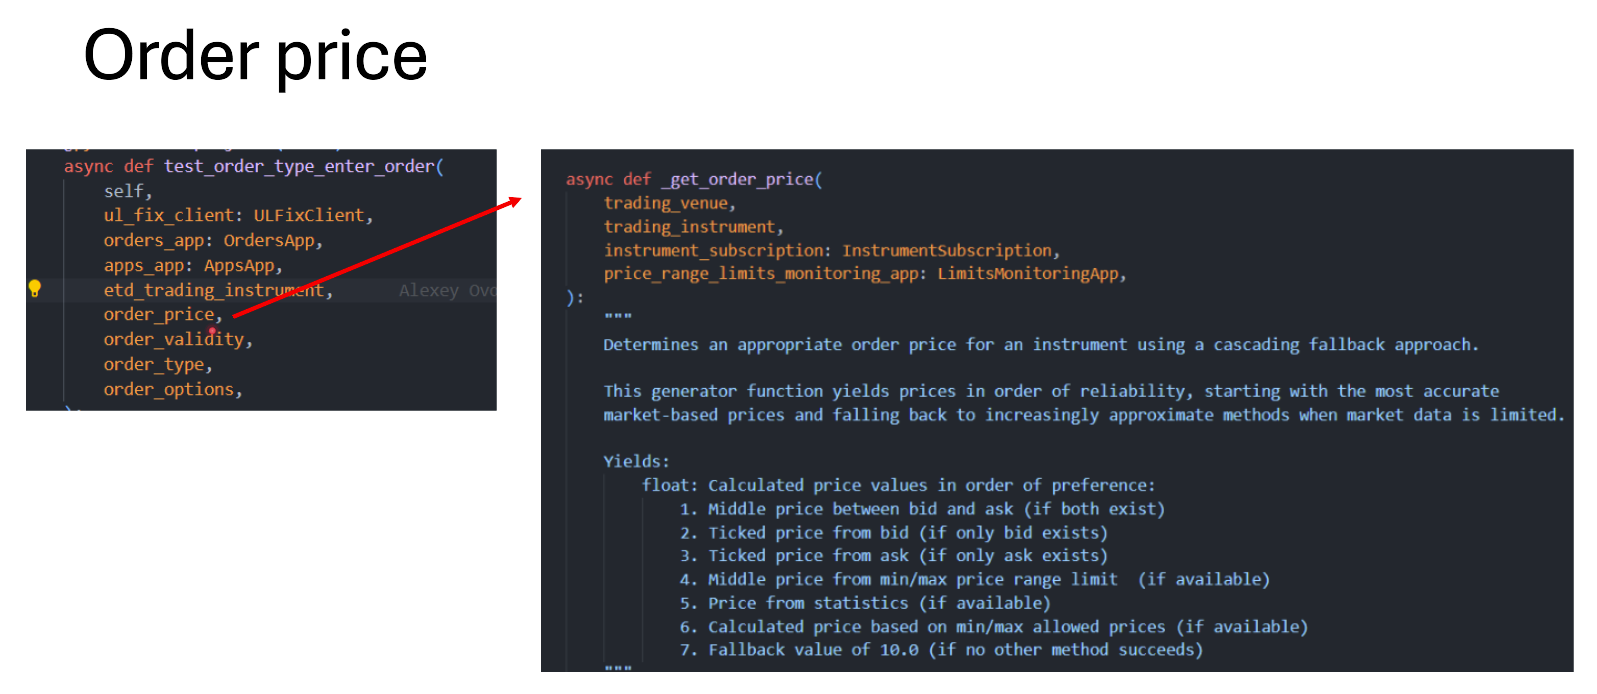 Order price
async def test_order_type_enter_order(
self,
ul_fix_client: ULFixClient,
orders_app: OrdersApp,
apps_app: AppsApp,
etd_trading_instrument, Alexey
order_price,
order_validity,
order_type,
order_options,
async def _get_order_price(
trading_venue,
trading_instrument,
instrument_subscription: InstrumentSubscription,
price_range_limits_monitoring_app: LimitsMonitoringApp,
):
"""
Determines an appropriate order price for an instrument using a cascading fallback approach.
This generator function yields prices in order of reliability, starting with the most accurate
market-based prices and falling back to increasingly approximate methods when market data is limited.
Yields:
float: Calculated price values in order of preference:
1. Middle price between bid and ask (if both exist)
2. Ticked price from bid (if only bid exists)
3. Ticked price from ask (if only ask exists)
4. Middle price from min/max price range limit  (if available)
5. Price from statistics (if available)
6. Calculated price based on min/max allowed prices (if available)
7. Fallback value of 10.0 (if no other method succeeds)
"""